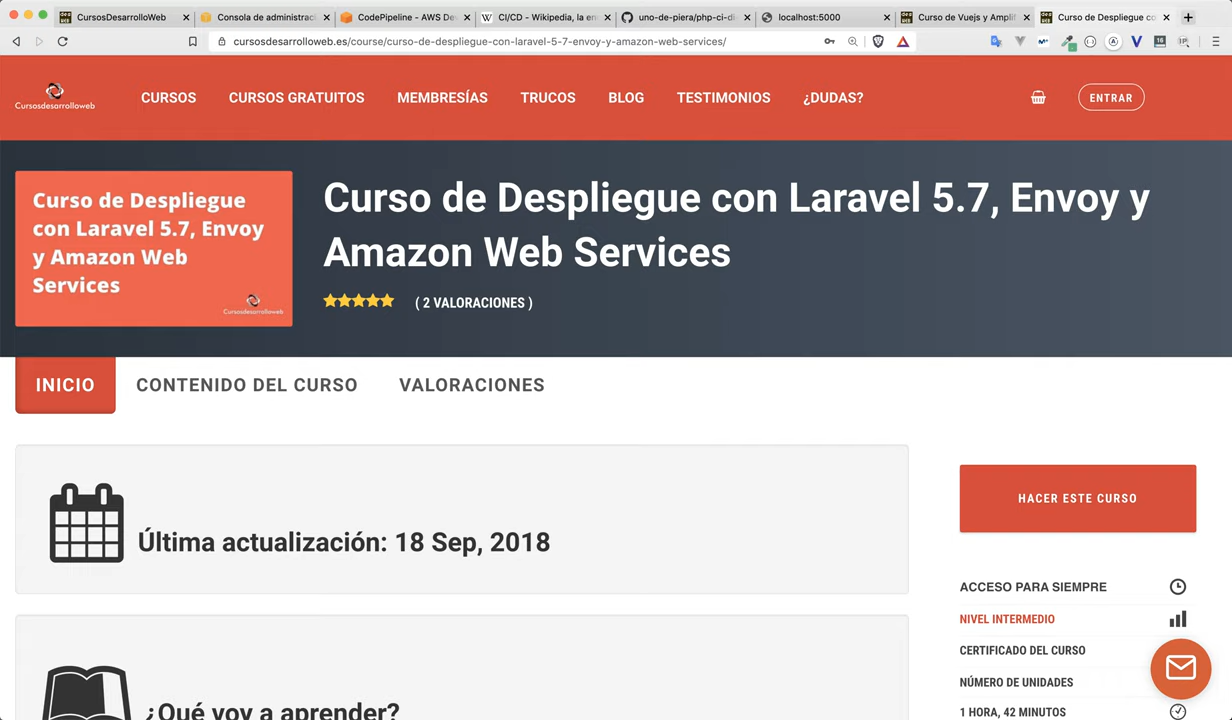 CursosDesarrolloWeb
Consola de administrac
CodePipeline - AWS De
CI/CD - Wikipedia, la en
uno-de-piera/php-ci-di
localhost:5000
Curso de Vuejs y Amplif
Curso de Despliegue co
cursosdesarrolloweb.es/course/curso-de-despliegue-con-laravel-5-7-envoy-y-amazon-web-services/
Cursosdesarrolloweb
CURSOS
CURSOS GRATUITOS
MEMBRESÍAS
TRUCOS
BLOG
TESTIMONIOS
¿DUDAS?
ENTRAR
Curso de Despliegue
con Laravel 5.7, Envoy
y Amazon Web
Services
Cursosdesarrolloweb
Curso de Despliegue con Laravel 5.7, Envoy y
Amazon Web Services
( 2 VALORACIONES )
INICIO
CONTENIDO DEL CURSO
VALORACIONES
Última actualización: 18 Sep, 2018
¿Qué voy a aprender?
HACER ESTE CURSO
ACCESO PARA SIEMPRE
NIVEL INTERMEDIO
CERTIFICADO DEL CURSO
NÚMERO DE UNIDADES
1 HORA, 42 MINUTOS